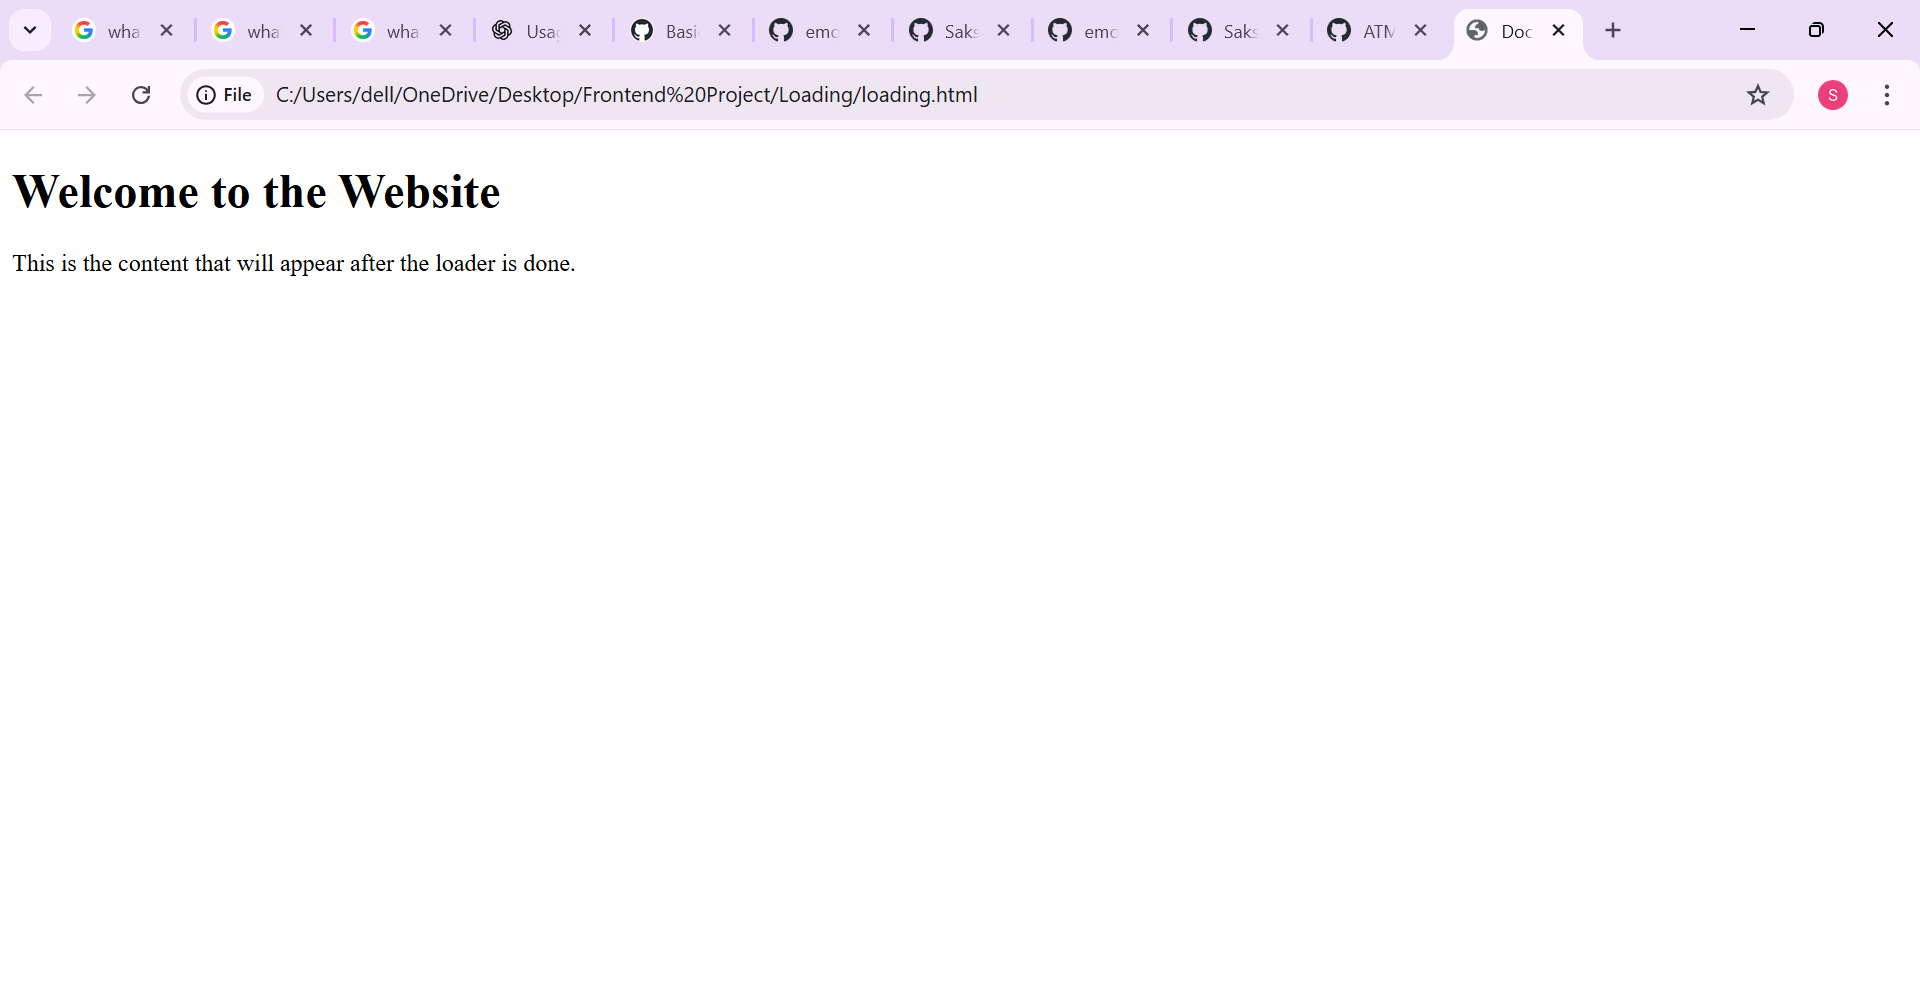 wha
wha
wha
Usa
Basi
emo
Saks
emo
Saks
ATM
Doc
File
C:/Users/dell/OneDrive/Desktop/Frontend%20Project/Loading/loading.html
S
Welcome to the Website
This is the content that will appear after the loader is done.